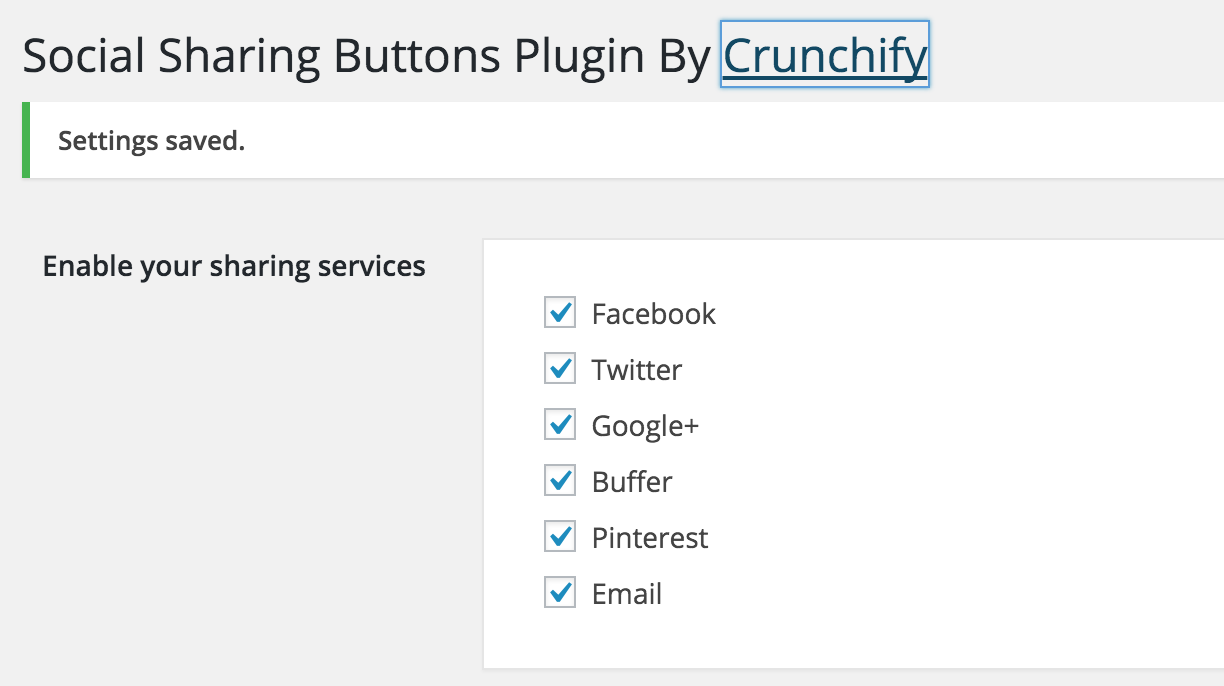 Social Sharing Buttons Plugin By Crunchify
Settings saved.
Enable your sharing services
Facebook
Twitter
Google+
Buffer
Pinterest
Email